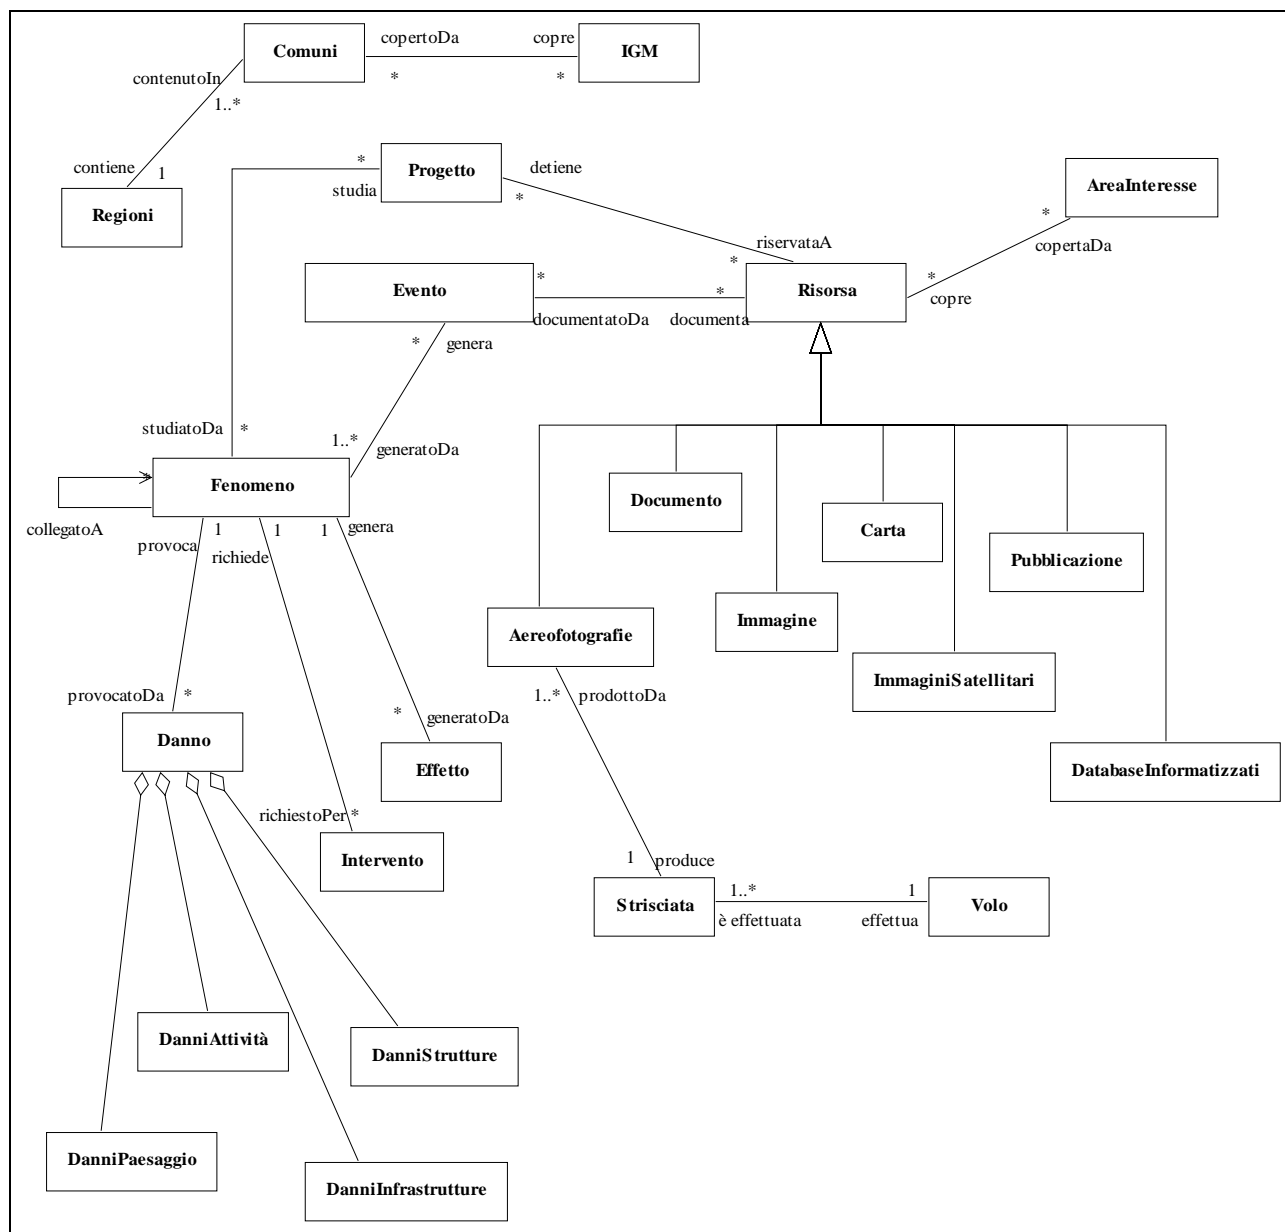 Comuni
copertoDa
copre
IGM
*
*
contenutoIn
1..*
contiene
1
Regioni
*
Progetto
studia
detiene
*
AreaInteresse
*
copertaDa
riservataA
*
Evento
*
*
Risorsa
*
copre
documentatoDa
documenta
*
genera
studiatoDa
*
1..*
generatoDa
*
Fenomeno
collegatoA
provoca
1
richiede
1
1
genera
Documento
Carta
Pubblicazione
Immagine
Aereofotografie
ImmaginiSatellitari
provocatoDa
*
*
generatoDa
1..*
prodottoDa
Danno
Effetto
DatabaseInformatizzati
richiestoPer
*
Intervento
1
produce
Strisciata
1..*
1
Volo
è effettuata
effettua
DanniAttività
DanniStrutture
DanniPaesaggio
DanniInfrastrutture